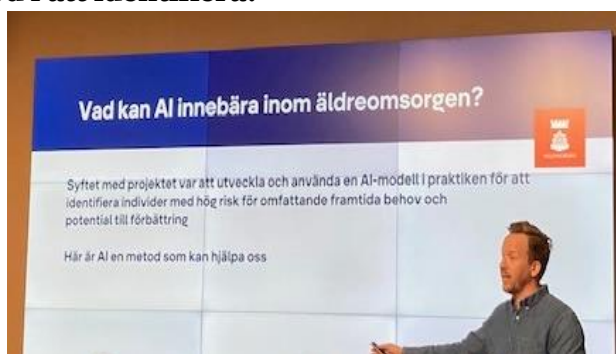 Vad kan AI innebära inom äldreomsorgen?
Syftet med projektet var att utveckla och använda en AI-modell i praktiken för att
identifiera individer med hög risk för omfattande framtida behov och
potential till förbättring
Här är AI en metod som kan hjälpa oss